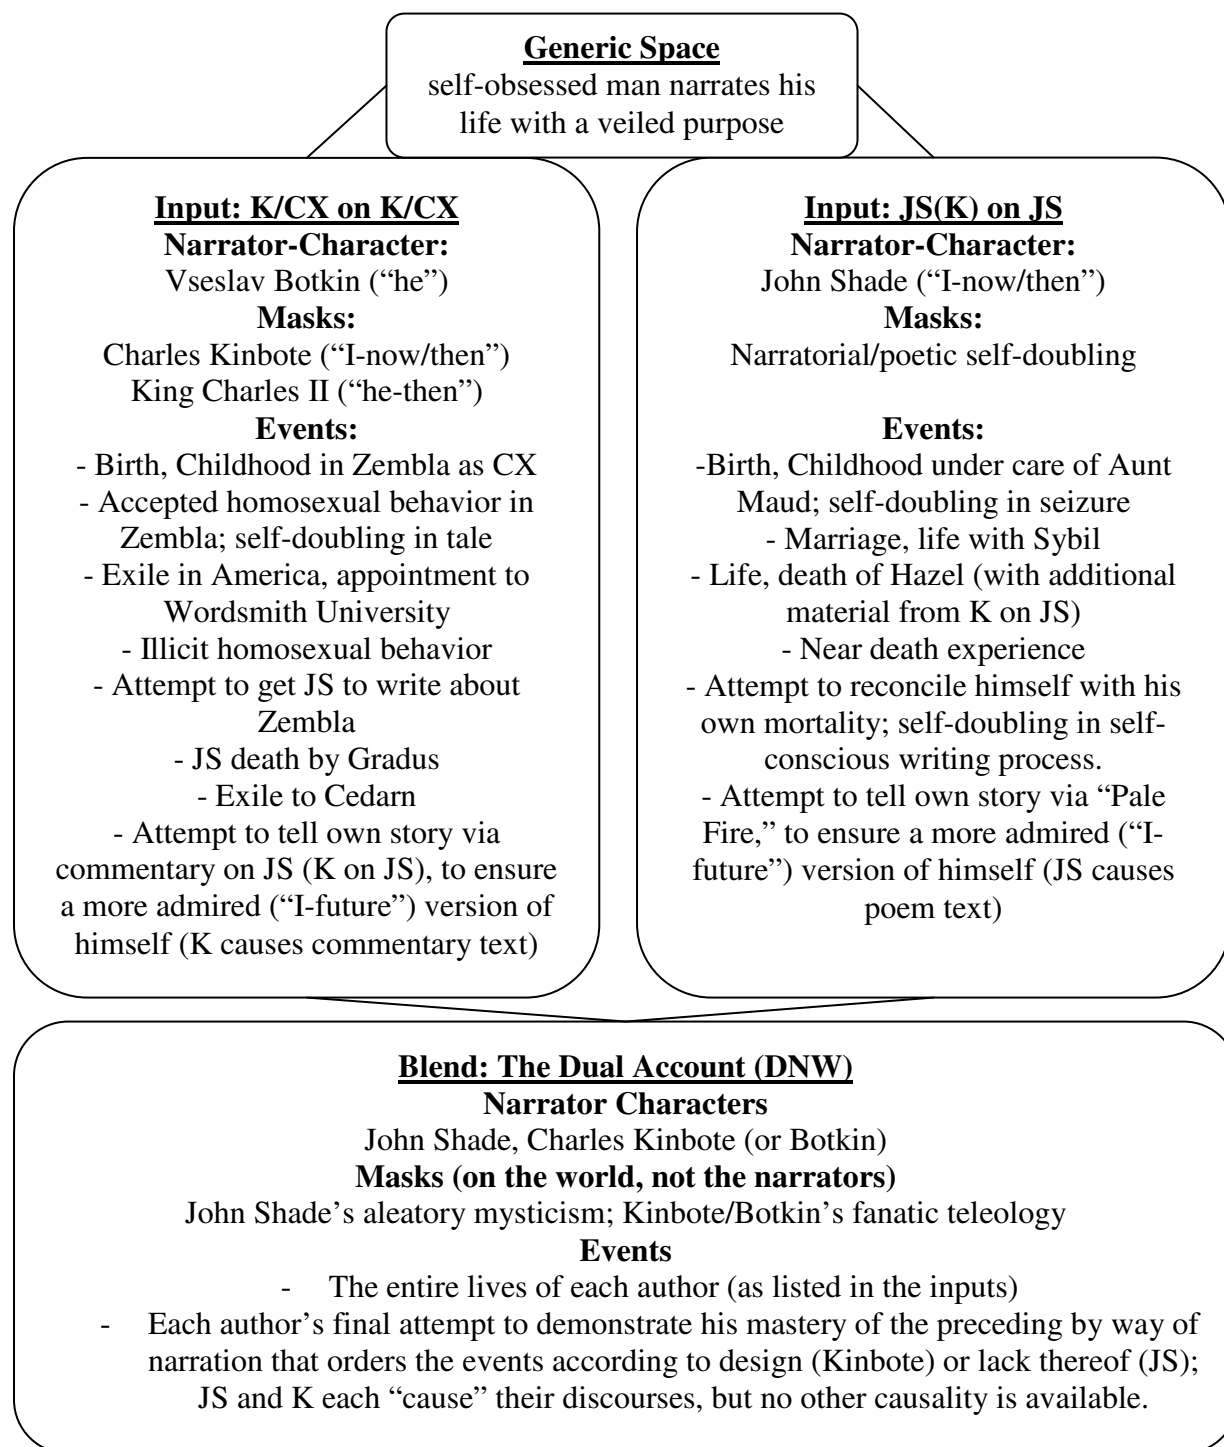 Generic Space
self-obsessed man narrates his
life with a veiled purpose
Input: K/CX on K/CX
Narrator-Character:
Vseslav Botkin (“he”)
Masks:
Charles Kinbote (“I-now/then”)
King Charles II (“he-then”)
Events:
- Birth, Childhood in Zembla as CX
- Accepted homosexual behavior in
Zembla; self-doubling in tale
- Exile in America, appointment to
Wordsmith University
- Illicit homosexual behavior
- Attempt to get JS to write about
Zembla
- JS death by Gradus
- Exile to Cedarn
- Attempt to tell own story via
commentary on JS (K on JS), to ensure
a more admired (“I-future”) version of
himself (K causes commentary text)
Input: JS(K) on JS
Narrator-Character:
John Shade (“I-now/then”)
Masks:
Narratorial/poetic self-doubling
Events:
-Birth, Childhood under care of Aunt
Maud; self-doubling in seizure
- Marriage, life with Sybil
- Life, death of Hazel (with additional
material from K on JS)
- Near death experience
- Attempt to reconcile himself with his
own mortality; self-doubling in self-
conscious writing process.
- Attempt to tell own story via “Pale
Fire,” to ensure a more admired (“I-
future”) version of himself (JS causes
poem text)
Blend: The Dual Account (DNW)
Narrator Characters
John Shade, Charles Kinbote (or Botkin)
Masks (on the world, not the narrators)
John Shade’s aleatory mysticism; Kinbote/Botkin’s fanatic teleology
Events
- The entire lives of each author (as listed in the inputs)
- Each author’s final attempt to demonstrate his mastery of the preceding by way of
narration that orders the events according to design (Kinbote) or lack thereof (JS);
JS and K each “cause” their discourses, but no other causality is available.